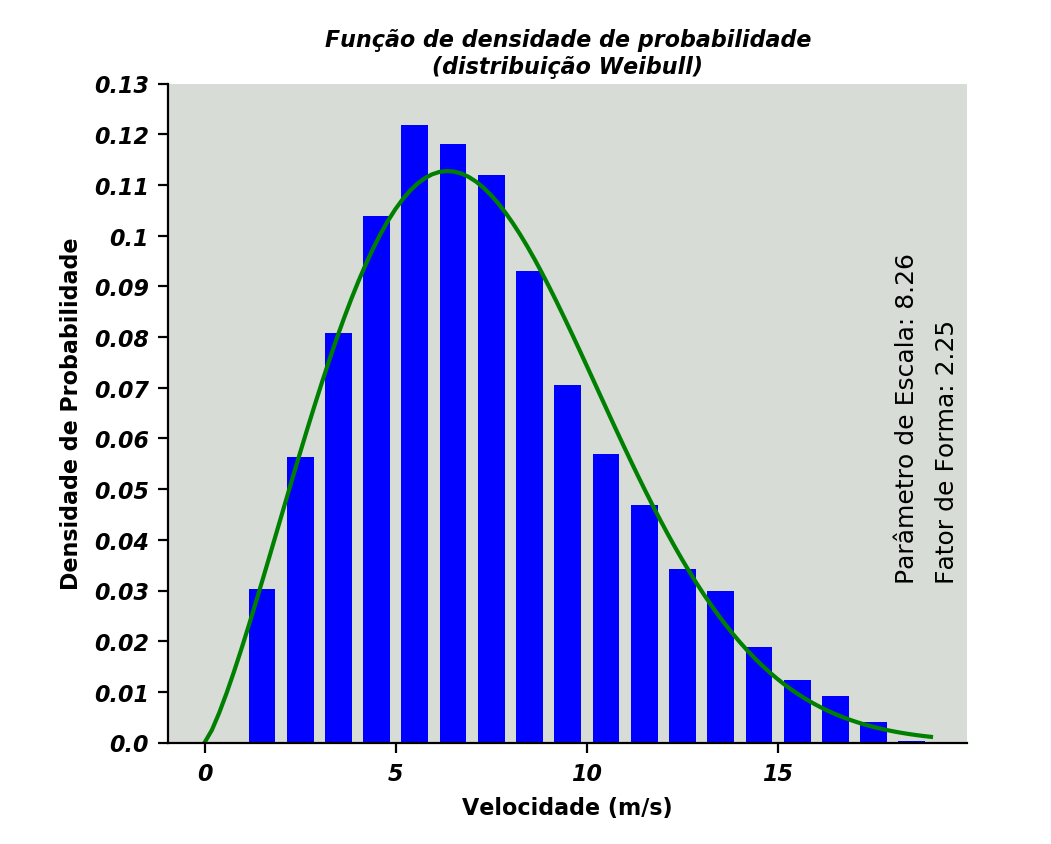 Função de densidade de probabilidade
(distribuição Weibull)
0.13
0.12
0.11
0.1
0.09
0.08
0.07
0.06
0.05
0.04
0.03
0.02
0.01
0.0
Densidade de Probabilidade
Parâmetro de Escala: 8.26
Fator de Forma: 2.25
0 5 10 15
Velocidade (m/s)